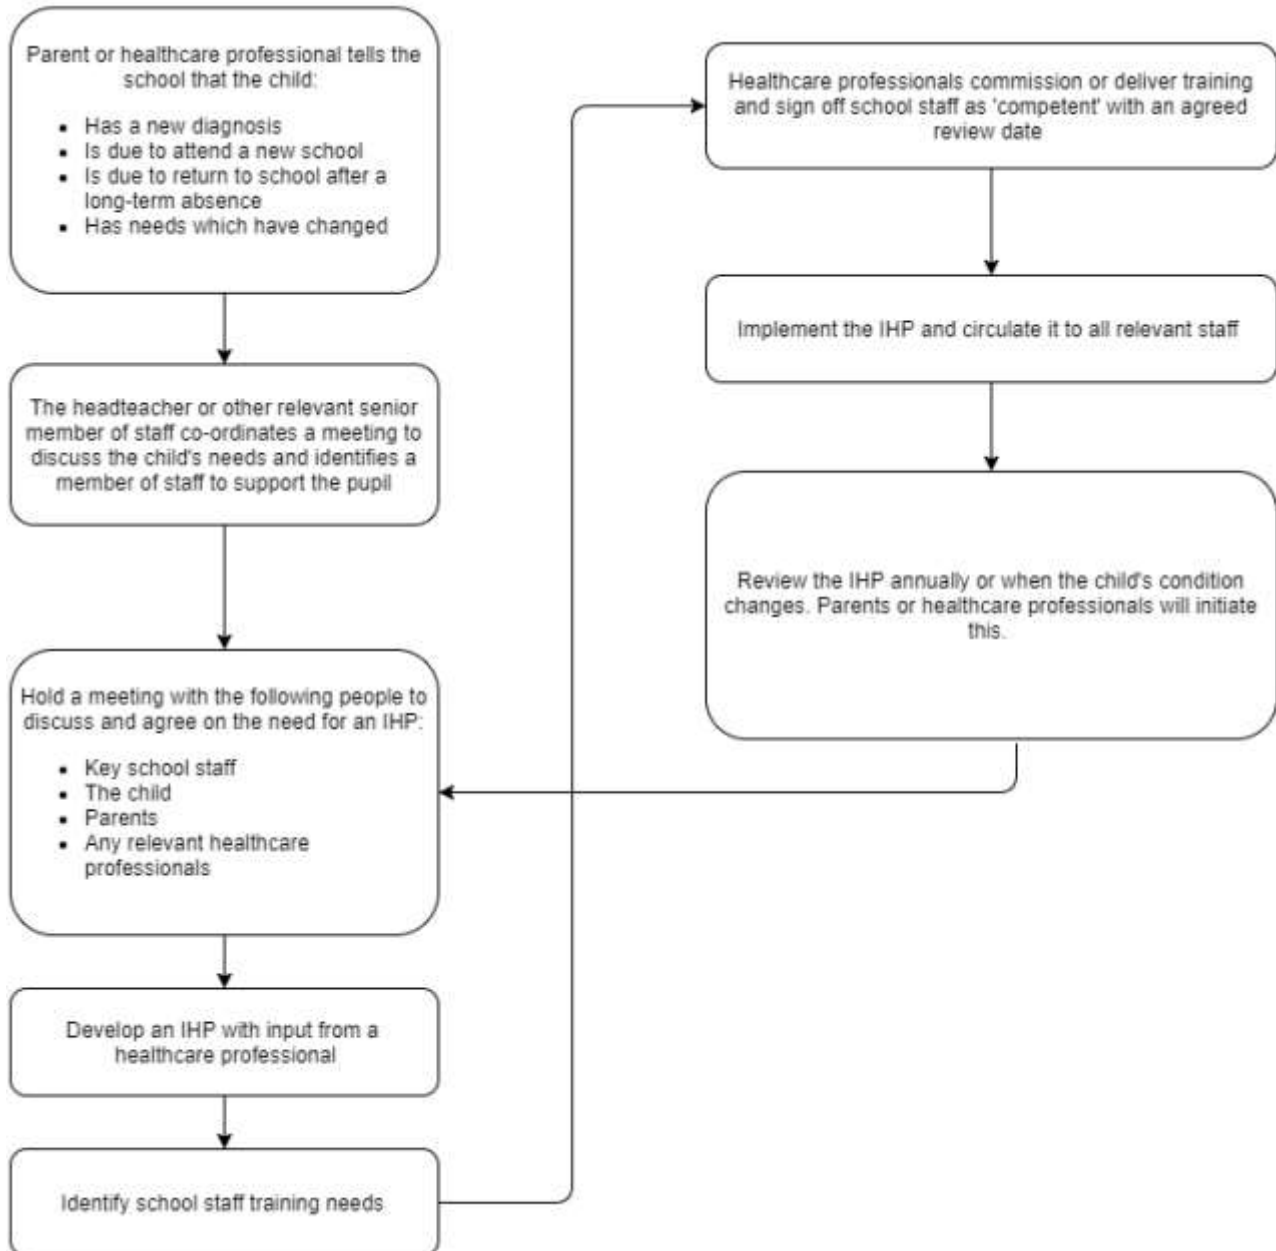 Parent or healthcare professional tells the
school that the child:
• Has a new diagnosis
• Is due to attend a new school
• Is due to return to school after a
long-term absence
• Has needs which have changed
The headteacher or other relevant senior
member of staff co-ordinates a meeting to
discuss the child's needs and identifies a
member of staff to support the pupil
Hold a meeting with the following people to
discuss and agree on the need for an IHP:
• Key school staff
• The child
• Parents
• Any relevant healthcare
professionals
Develop an IHP with input from a
healthcare professional
Identify school staff training needs
Healthcare professionals commission or deliver training
and sign off school staff as 'competent' with an agreed
review date
Implement the IHP and circulate it to all relevant staff
Review the IHP annually or when the child's condition
changes. Parents or healthcare professionals will initiate
this.